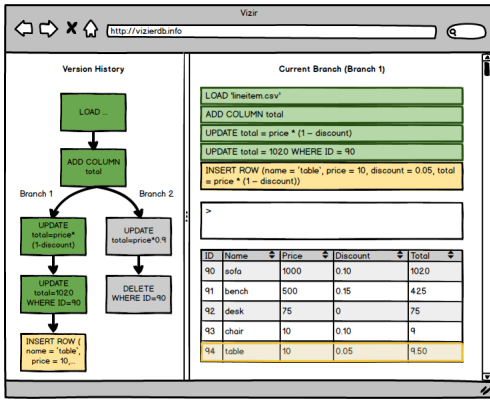 Vizir
http://vizierdb.info
Version History
LOAD ...
ADD COLUMN
total
Branch 1
Branch 2
UPDATE
total=price*
(1-discount)
UPDATE
total=price*0.9
UPDATE
total=1020
WHERE ID=90
DELETE
WHERE ID=90
INSERT ROW (
name = 'table',
price = 10,...
Current Branch (Branch 1)
LOAD 'lineitem.csv'
ADD COLUMN total
UPDATE total = price * (1 – discount)
UPDATE total = 1020 WHERE ID = 90
INSERT ROW (name = 'table', price = 10, discount = 0.05, total
= price * (1 – discount))
>
ID Name Price Discount Total
90 sofa 1000 0.10 1020
91 bench 500 0.15 425
92 desk 75 0 75
93 chair 10 0.10 9
94 table 10 0.05 9.50